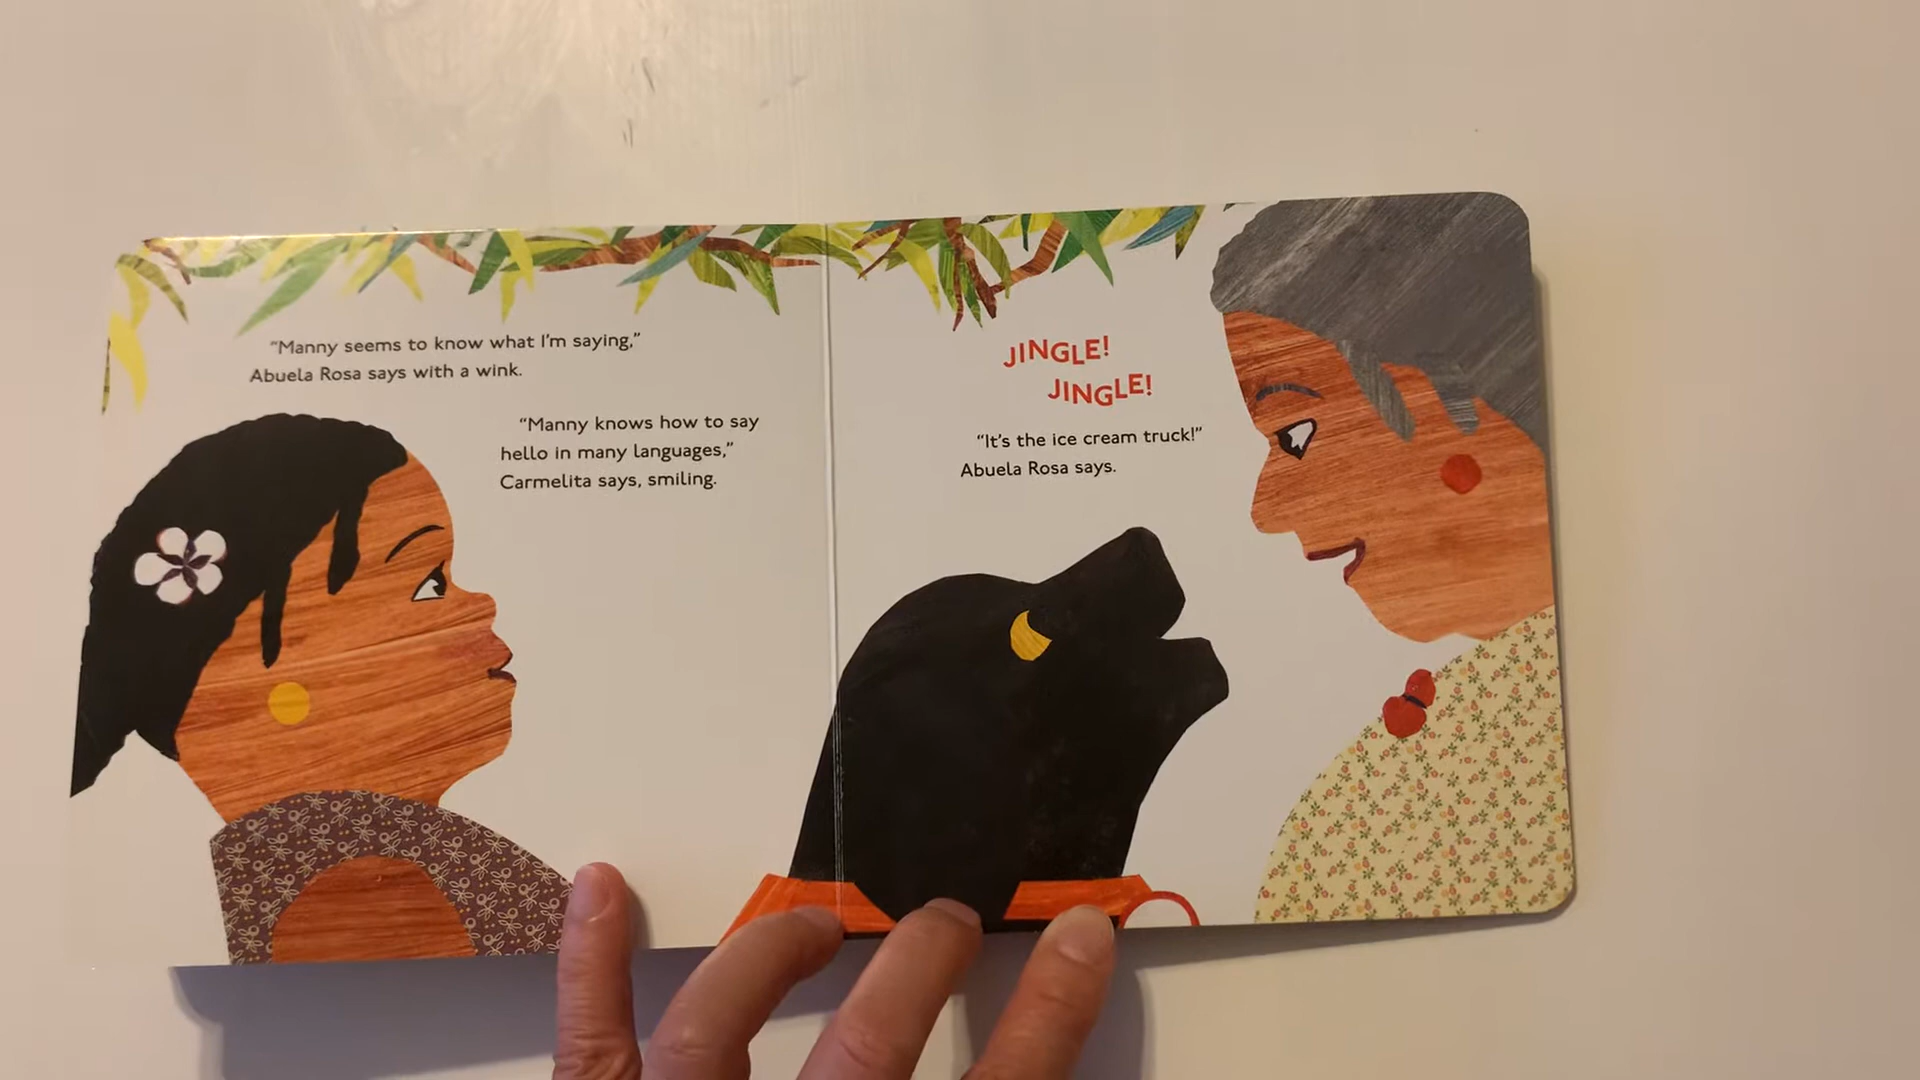 “Manny seems to know what I’m saying,”
Abuela Rosa says with a wink.
“Manny knows how to say
hello in many languages,”
Carmelita says, smiling.
JINGLE!
JINGLE!
“It’s the ice cream truck!”
Abuela Rosa says.